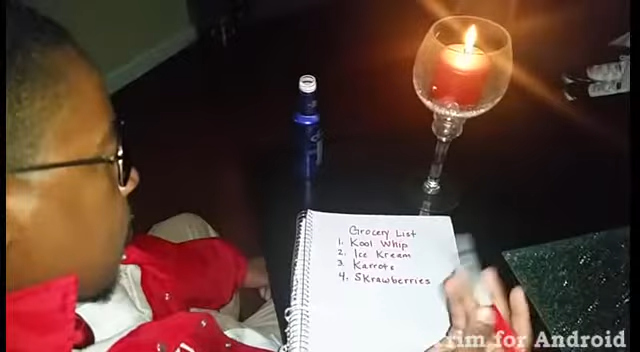 Grocery List
1. Kool Whip
2. Ice Kream
3. Karrots
4. Skrawberries
rim for Android